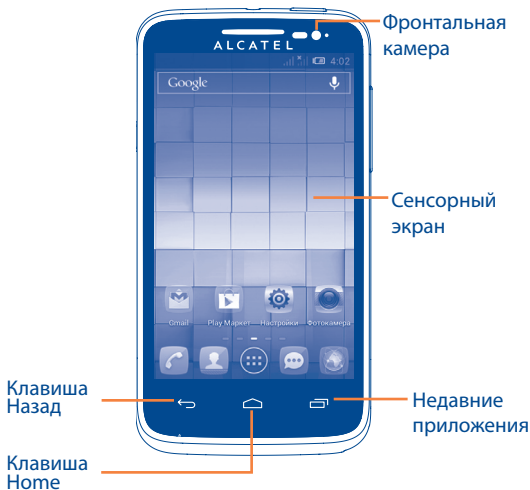 Фронтальная
камера
ALCATEL
4:02
Google
Сенсорный
экран
Gmail
Play Маркет
Настройки
Фотокамера
Клавиша
Назад
Недавние
приложения
Клавиша
Home